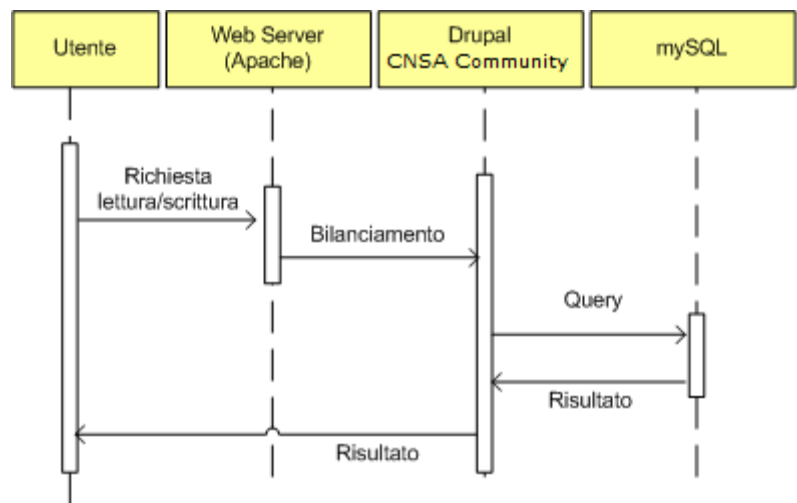 Utente
Web Server
(Apache)
Drupal
CNSA Community
mySQL
Richiesta
lettura/scrittura
Bilanciamento
Query
Risultato
Risultato